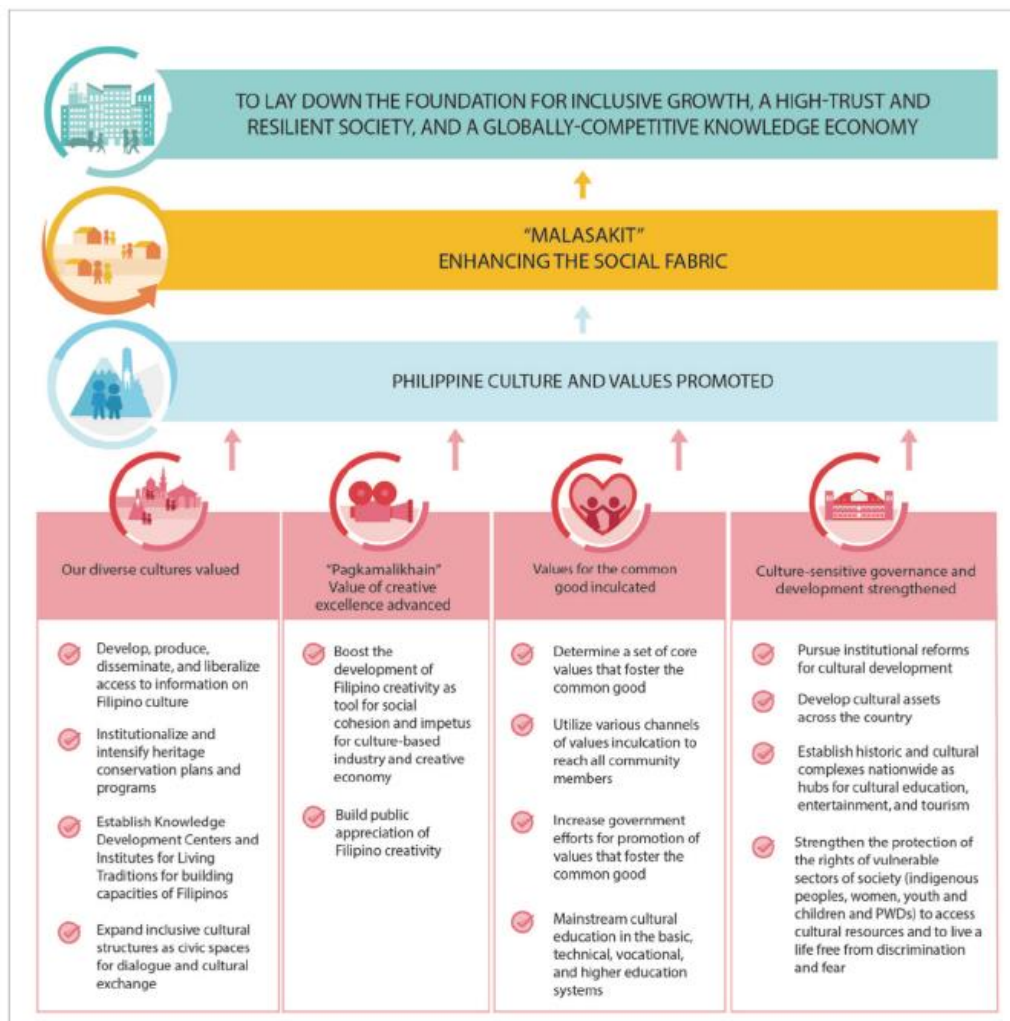 TO LAY DOWN THE FOUNDATION FOR INCLUSIVE GROWTH, A HIGH-TRUST AND
RESILIENT SOCIETY, AND A GLOBALLY-COMPETITIVE KNOWLEDGE ECONOMY
"MALASAKIT"
ENHANCING THE SOCIAL FABRIC
PHILIPPINE CULTURE AND VALUES PROMOTED
Our diverse cultures valued
Develop, produce,
disseminate, and liberalize
access to information on
Filipino culture
Institutionalize and
intensify heritage
conservation plans and
programs
Establish Knowledge
Development Centers and
Institutes for Living
Traditions for building
capacities of Filipinos
Expand inclusive cultural
structures as civic spaces
for dialogue and cultural
exchange
"Pagkamalikhain"
Value of creative
excellence advanced
Boost the
development of
Filipino creativity as
tool for social
cohesion and impetus
for culture-based
industry and creative
economy
Build public
appreciation of
Filipino creativity
Values for the common
good inculcated
Determine a set of core
values that foster the
common good
Utilize various channels
of values inculcation to
reach all community
members
Increase government
efforts for promotion of
values that foster the
common good
Mainstream cultural
education in the basic,
technical, vocational,
and higher education
systems
Culture-sensitive governance and
development strengthened
Pursue institutional reforms
for cultural development
Develop cultural assets
across the country
Establish historic and cultural
complexes nationwide as
hubs for cultural education,
entertainment, and tourism
Strengthen the protection of
the rights of vulnerable
sectors of society (indigenous
peoples, women, youth and
children and PWDs) to access
cultural resources and to live a
life free from discrimination
and fear